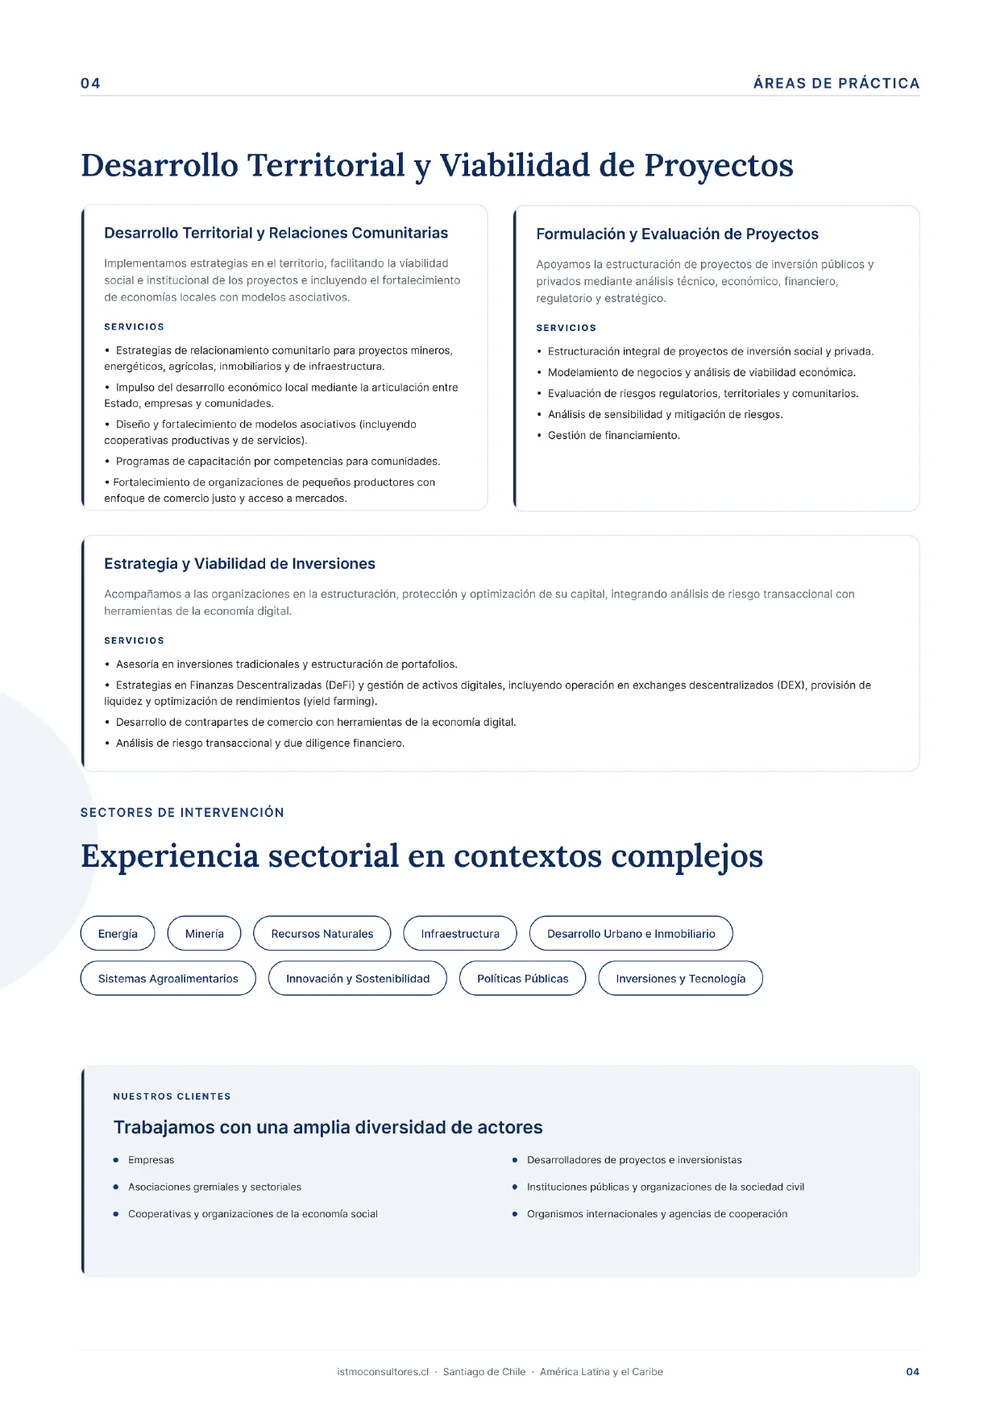 04
ÁREAS DE PRÁCTICA
Desarrollo Territorial y Viabilidad de Proyectos
Desarrollo Territorial y Relaciones Comunitarias
Implementamos estrategias en el territorio, facilitando la viabilidad
social e institucional de los proyectos e incluyendo el fortalecimiento
de economías locales con modelos asociativos.
SERVICIOS
• Estrategias de relacionamiento comunitario para proyectos mineros,
energéticos, agrícolas, inmobiliarios y de infraestructura.
• Impulso del desarrollo económico local mediante la articulación entre
Estado, empresas y comunidades.
• Diseño y fortalecimiento de modelos asociativos (incluyendo
cooperativas productivas y de servicios).
• Programas de capacitación por competencias para comunidades.
• Fortalecimiento de organizaciones de pequeños productores con
enfoque de comercio justo y acceso a mercados.
Formulación y Evaluación de Proyectos
Apoyamos la estructuración de proyectos de inversión públicos y
privados mediante análisis técnico, económico, financiero,
regulatorio y estratégico.
SERVICIOS
• Estructuración integral de proyectos de inversión social y privada.
• Modelamiento de negocios y análisis de viabilidad económica.
• Evaluación de riesgos regulatorios, territoriales y comunitarios.
• Análisis de sensibilidad y mitigación de riesgos.
• Gestión de financiamiento.
Estrategia y Viabilidad de Inversiones
Acompañamos a las organizaciones en la estructuración, protección y optimización de su capital, integrando análisis de riesgo transaccional con
herramientas de la economía digital.
SERVICIOS
• Asesoría en inversiones tradicionales y estructuración de portafolios.
• Estrategias en Finanzas Descentralizadas (DeFi) y gestión de activos digitales, incluyendo operación en exchanges descentralizados (DEX), provisión de
liquidez y optimización de rendimientos (yield farming).
• Desarrollo de contrapartes de comercio con herramientas de la economía digital.
• Análisis de riesgo transaccional y due diligence financiero.
SECTORES DE INTERVENCIÓN
Experiencia sectorial en contextos complejos
Energía
Minería
Recursos Naturales
Infraestructura
Desarrollo Urbano e Inmobiliario
Sistemas Agroalimentarios
Innovación y Sostenibilidad
Políticas Públicas
Inversiones y Tecnología
NUESTROS CLIENTES
Trabajamos con una amplia diversidad de actores
• Empresas
• Asociaciones gremiales y sectoriales
• Cooperativas y organizaciones de la economía social
• Desarrolladores de proyectos e inversionistas
• Instituciones públicas y organizaciones de la sociedad civil
• Organismos internacionales y agencias de cooperación
istmoconsultores.cl · Santiago de Chile · América Latina y el Caribe
04